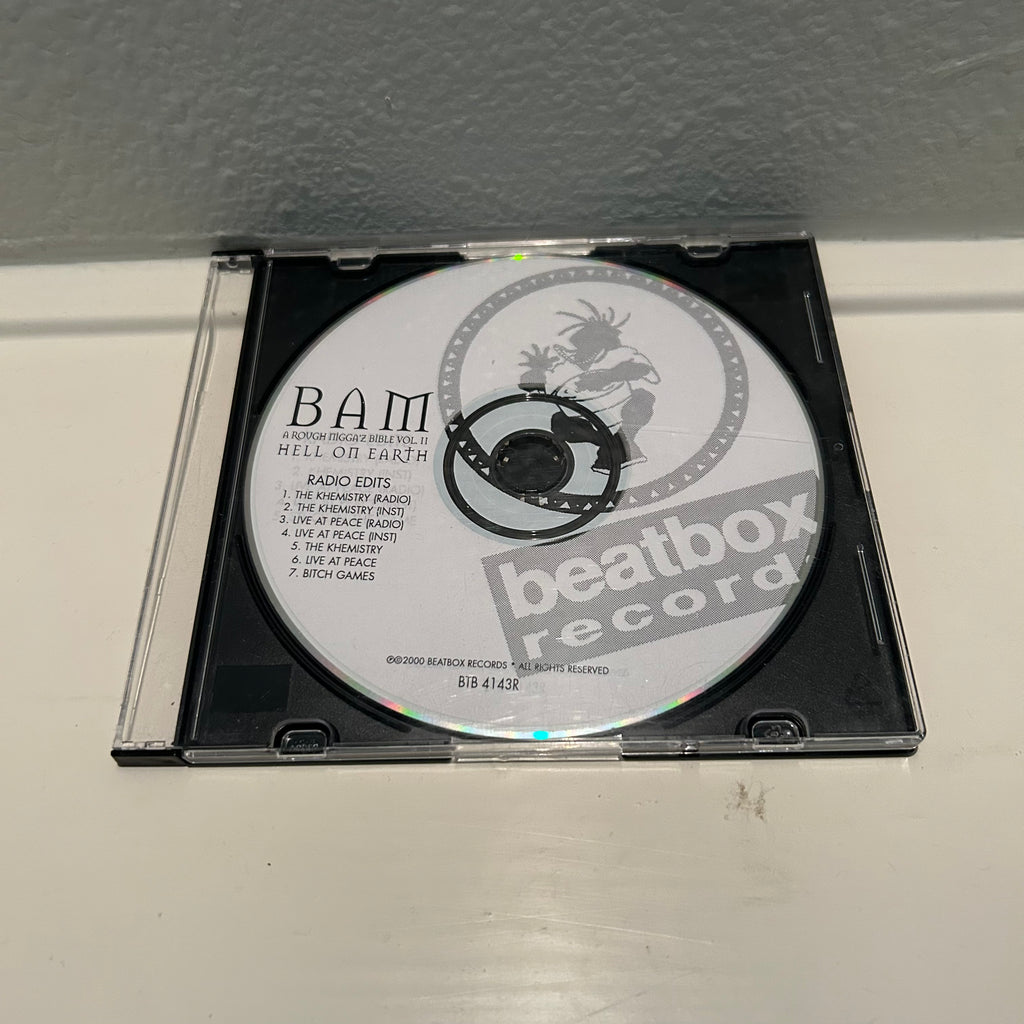 BAM
A ROUGH NIGGA'Z BIBLE VOL. II
HELL ON EARTH
RADIO EDITS
1. THE KHEMISTRY (RADIO)
2. THE KHEMISTRY (INST)
3. LIVE AT PEACE (RADIO)
4. LIVE AT PEACE (INST)
5. THE KHEMISTRY
6. LIVE AT PEACE
7. BITCH GAMES
beatbox
records
℗©2000 BEATBOX RECORDS * ALL RIGHTS RESERVED
BTB 4143R